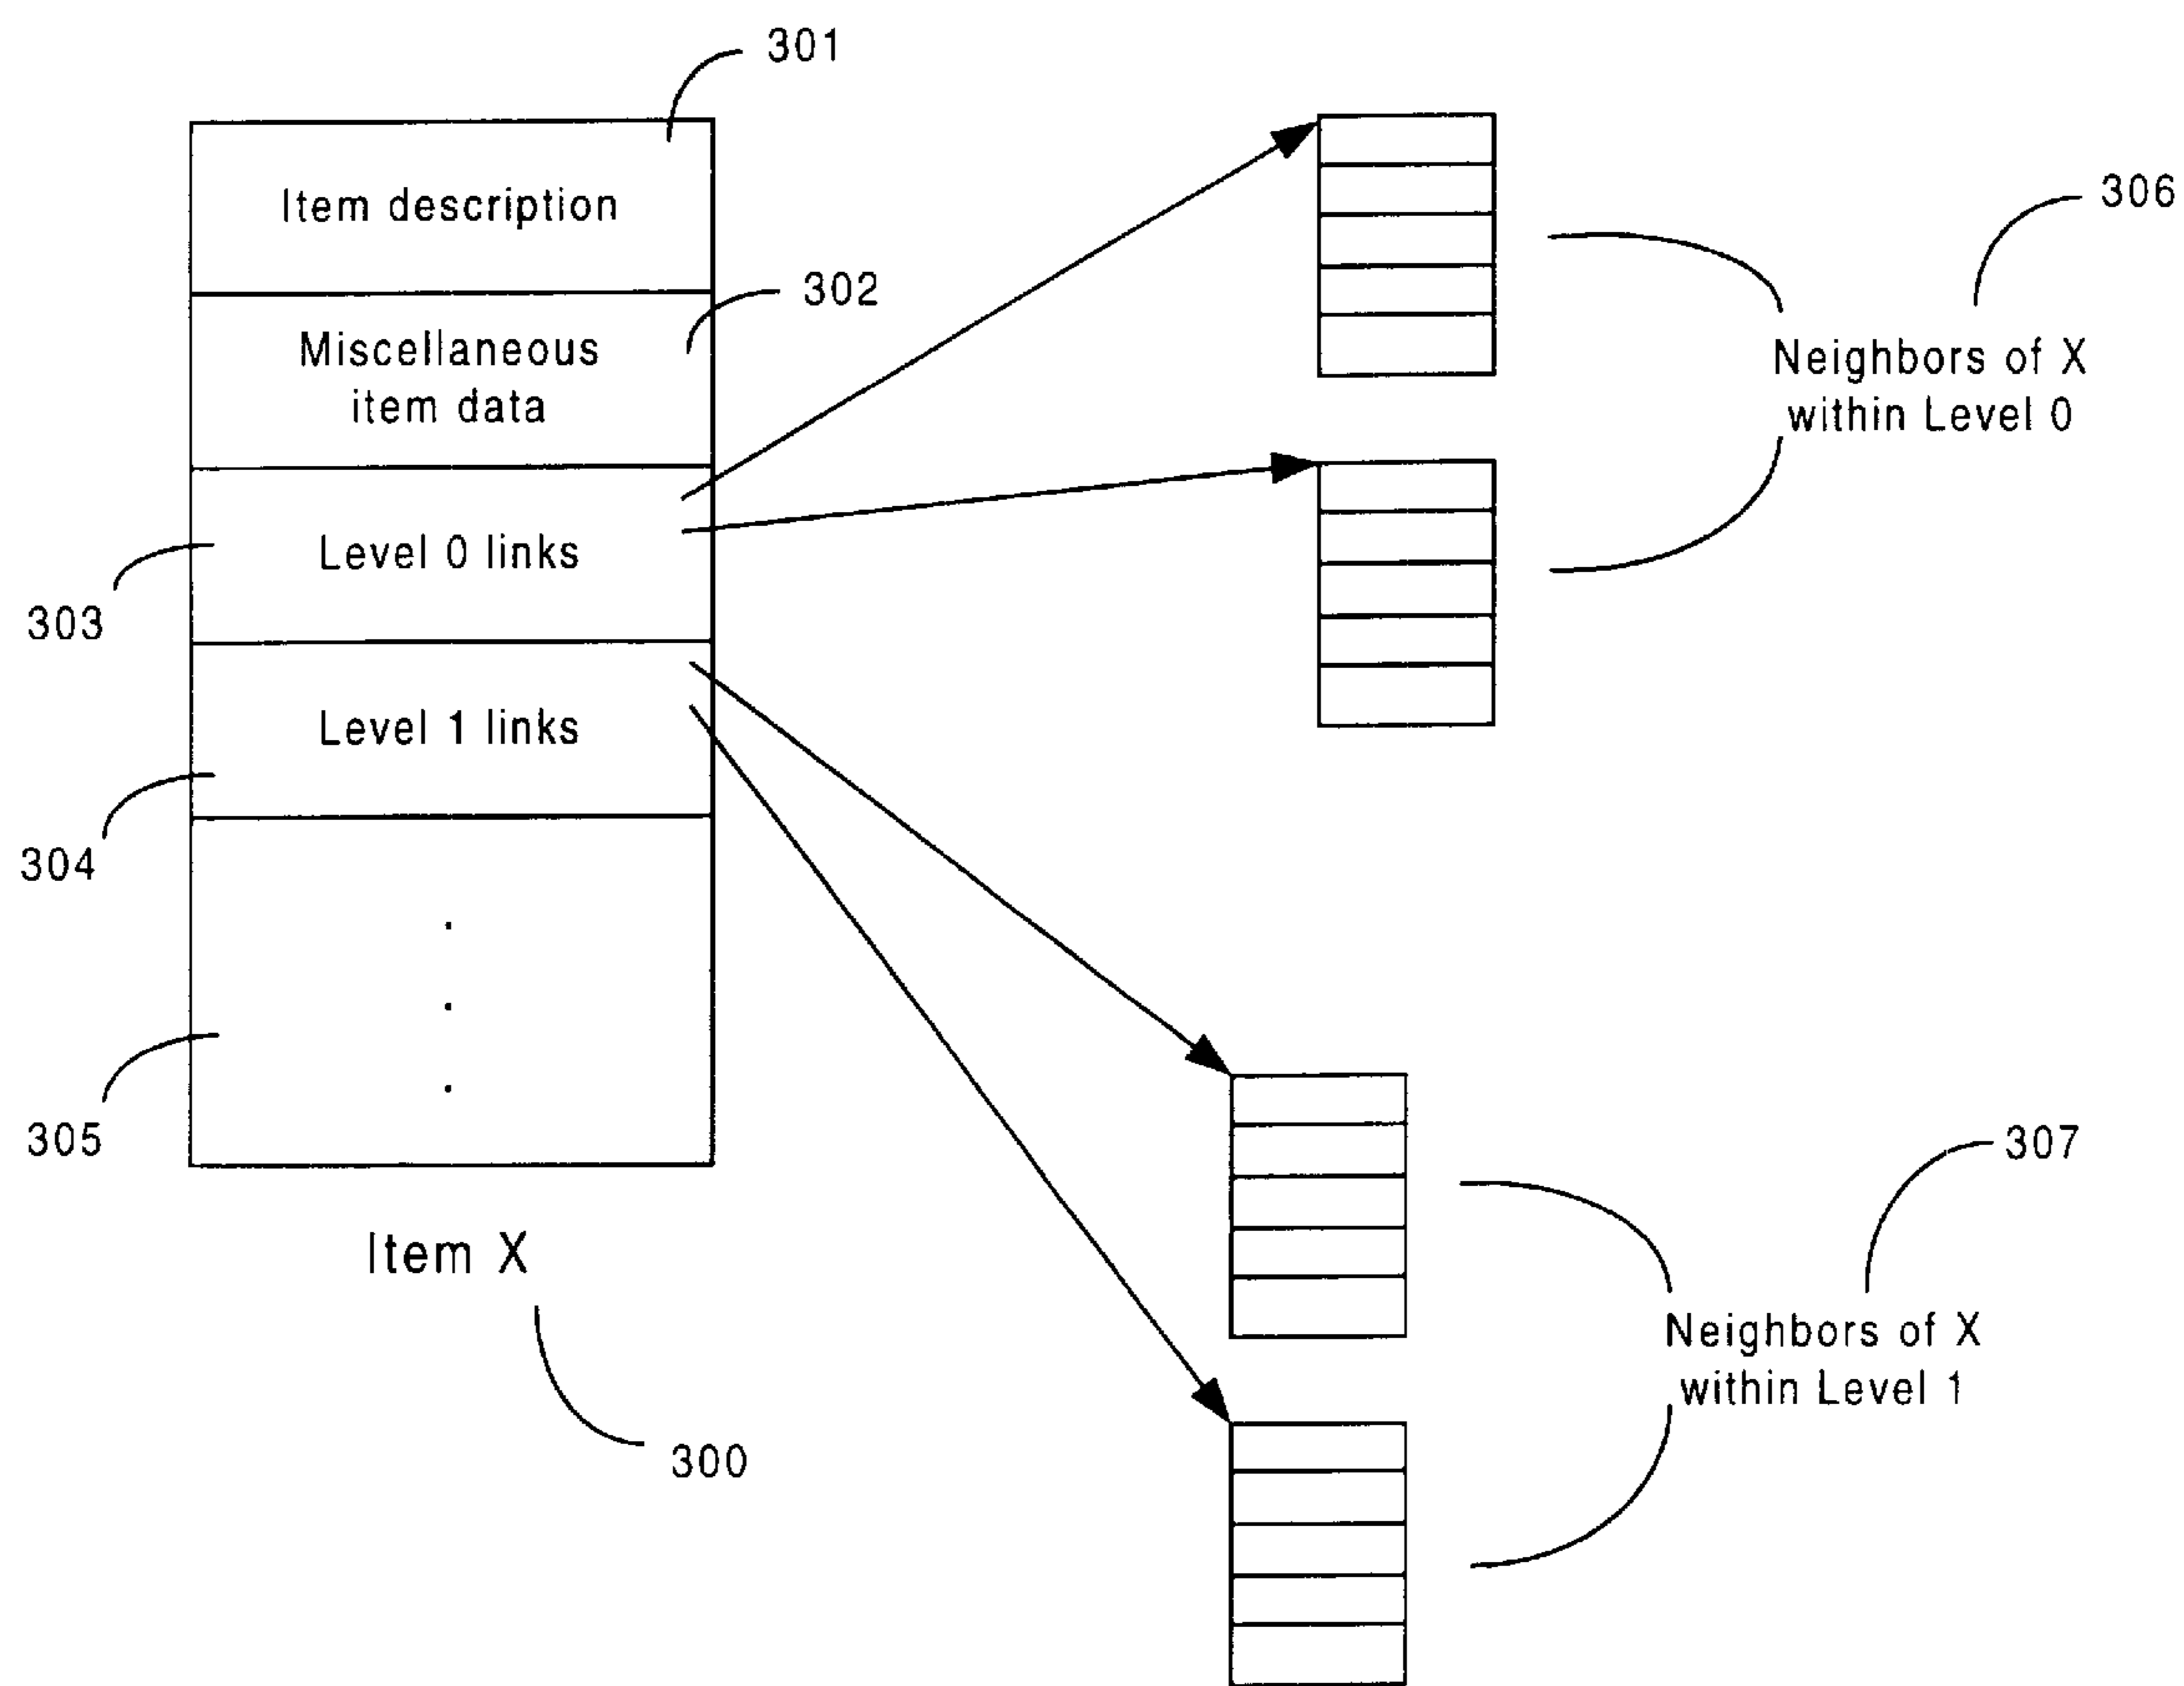 301
Item description
302
Miscellaneous
item data
303
Level 0 links
304
Level 1 links
305
Item X
300
306
Neighbors of X
within Level 0
307
Neighbors of X
within Level 1